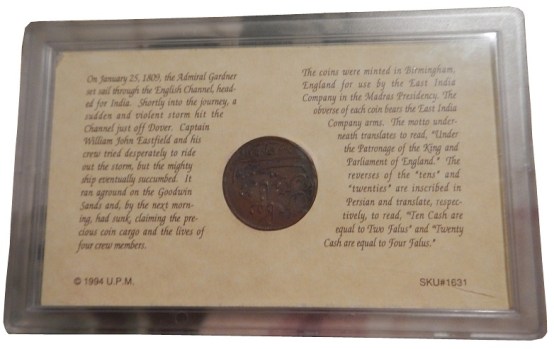 On January 25, 1809, the Admiral Gardner
set sail through the English Channel, head-
ed for India. Shortly into the journey, a
sudden and violent storm hit the
Channel just off Dover. Captain
William John Eastfield and his
crew tried desperately to ride
out the storm, but the mighty
ship eventually succumbed. It
ran aground on the Goodwin
Sands and, by the next morn-
ing, had sunk, claiming the pre-
cious coin cargo and the lives of
four crew members.
The coins were minted in Birmingham,
England for use by the East India
Company in the Madras Presidency. The
obverse of each coin bears the East India
Company arms. The motto under-
neath translates to read, "Under
the Patronage of the King and
Parliament of England." The
reverses of the "tens" and
"twenties" are inscribed in
Persian and translate, respec-
tively, to read, "Ten Cash are
equal to Two Falus" and "Twenty
Cash are equal to Four Falus."
© 1994 U.P.M.
SKU#1631